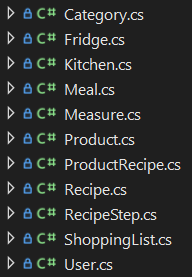 C# Category.cs
C# Fridge.cs
C# Kitchen.cs
C# Meal.cs
C# Measure.cs
C# Product.cs
C# ProductRecipe.cs
C# Recipe.cs
C# RecipeStep.cs
C# ShoppingList.cs
C# User.cs